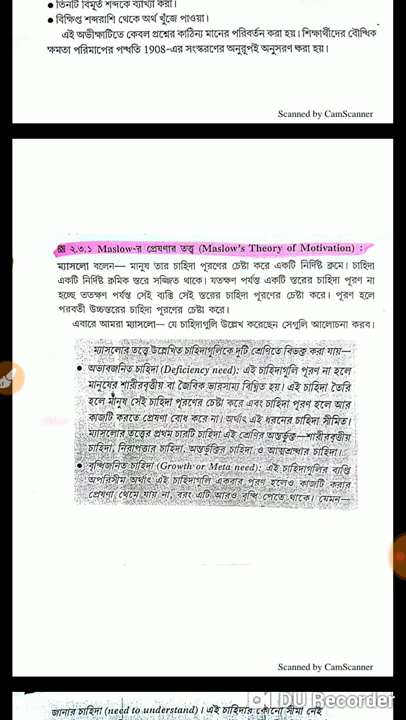 ● তিনটি বিমূর্ত শব্দকে ব্যাখ্যা করা।
● বিক্ষিপ্ত শব্দরাশি থেকে অর্থ খুঁজে পাওয়া।
এই অভীক্ষাটিতে কেবল প্রশ্নের কাঠিন্য মানের পরিবর্তন করা হয়। শিক্ষার্থীদের বৌদ্ধিক
ক্ষমতা পরিমাপের পদ্ধতি 1908-এর সংস্করণের অনুরূপই অনুসরণ করা হয়।
Scanned by CamScanner
২.৩.১ Maslow-র প্রেষণার তত্ত্ব (Maslow's Theory of Motivation) :
ম্যাসলো বলেন— মানুষ তার চাহিদা পূরণের চেষ্টা করে একটি নির্দিষ্ট ক্রমে। চাহিদা
একটি নির্দিষ্ট ক্রমিক স্তরে সজ্জিত থাকে। যতক্ষণ পর্যন্ত একটি স্তরের চাহিদা পূরণ না
হচ্ছে ততক্ষণ পর্যন্ত সেই ব্যক্তি সেই স্তরের চাহিদা পূরণের চেষ্টা করে। পূরণ হলে
পরবর্তী উচ্চস্তরের চাহিদা পূরণের চেষ্টা করে।
এবারে আমরা ম্যাসলো— যে চাহিদাগুলি উল্লেখ করেছেন সেগুলি আলোচনা করব।
ম্যাসলোর তত্ত্বে উল্লেখিত চাহিদাগুলিকে দুটি শ্রেণিতে বিভক্ত করা যায়—
● অভাবজনিত চাহিদা (Deficiency need): এই চাহিদাগুলি পূরণ না হলে
মানুষের শারীরবৃত্তীয় বা জৈবিক ভারসাম্য বিঘ্নিত হয়। এই চাহিদা তৈরি
হলে মানুষ সেই চাহিদা পূরণের চেষ্টা করে এবং চাহিদা পূরণ হলে আর
কাজটি করতে প্রেষণা বোধ করে না। অর্থাৎ এই ধরনের চাহিদা সীমিত।
ম্যাসলোর তত্ত্বের প্রথম চারটি চাহিদা এই শ্রেণির অন্তর্ভুক্ত—শারীরবৃত্তীয়
চাহিদা, নিরাপত্তার চাহিদা, অন্তর্ভুক্তির চাহিদা ও আত্মশ্রদ্ধার চাহিদা।
● বৃদ্ধিজনিত চাহিদা (Growth or Meta need): এই চাহিদাগুলির ব্যাপ্তি
অপরিসীম অর্থাৎ এই চাহিদাগুলি একবার পূরণ হলেও কাজটি করার
প্রেষণা থেমে যায় না, বরং এটি আরও বৃদ্ধি পেতে থাকে। যেমন—
Scanned by CamScanner
DU Recorder
জানার চাহিদা (need to understand)। এই চাহিদার কোনো সীমা নেই